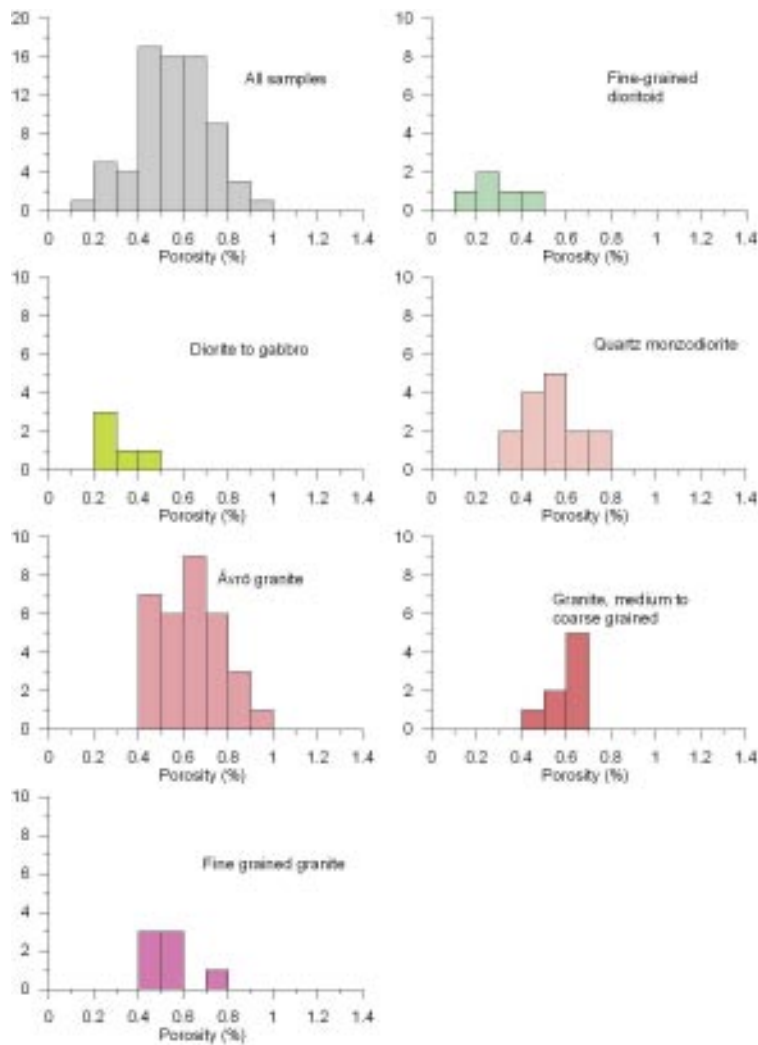 20
16
12
8
4
0
All samples
0 0.2 0.4 0.6 0.8 1 1.2 1.4
Porosity (%)
10
8
6
4
2
0
Fine-grained
dioritoid
0 0.2 0.4 0.6 0.8 1 1.2 1.4
Porosity (%)
10
8
6
4
2
0
Diorite to gabbro
0 0.2 0.4 0.6 0.8 1 1.2 1.4
Porosity (%)
10
8
6
4
2
0
Quartz monzodiorite
0 0.2 0.4 0.6 0.8 1 1.2 1.4
Porosity (%)
10
8
6
4
2
0
Ävrö granite
0 0.2 0.4 0.6 0.8 1 1.2 1.4
Porosity (%)
10
8
6
4
2
0
Granite, medium to
coarse grained
0 0.2 0.4 0.6 0.8 1 1.2 1.4
Porosity (%)
10
8
6
4
2
0
Fine grained granite
0 0.2 0.4 0.6 0.8 1 1.2 1.4
Porosity (%)